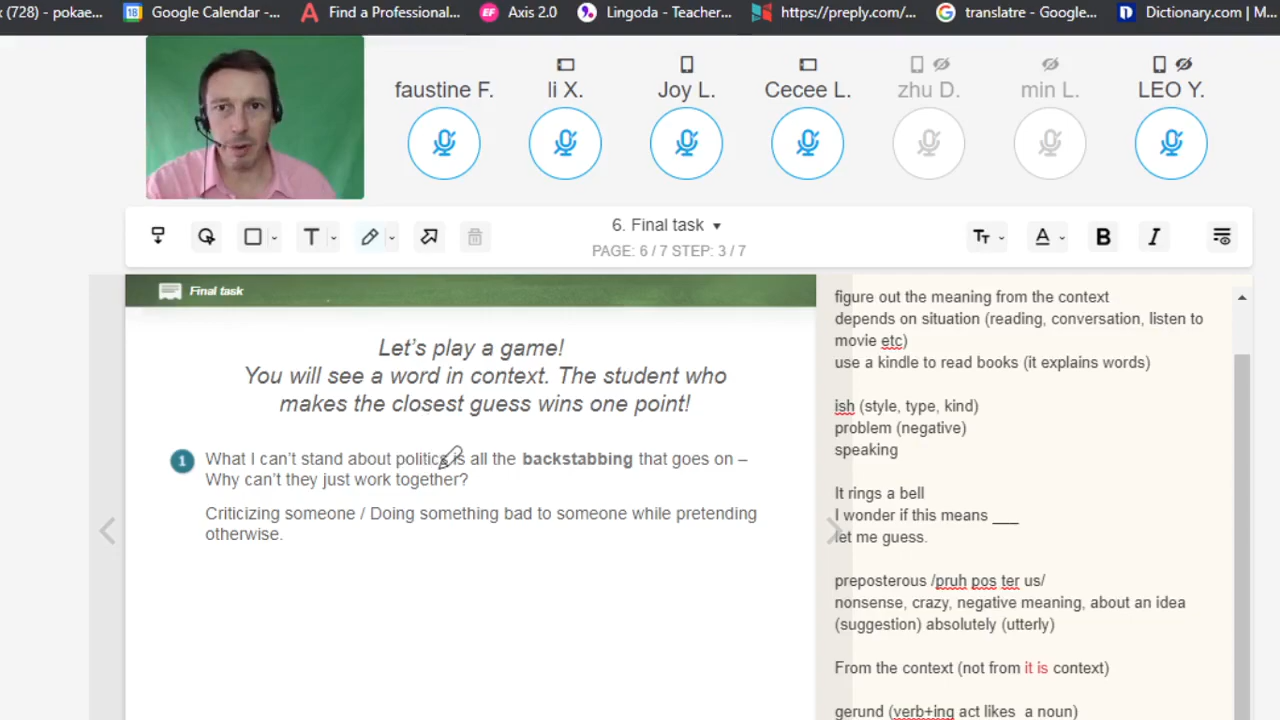 x (728) - pokae...
Google Calendar -...
Find a Professional...
Axis 2.0
Lingoda - Teacher...
https://preply.com/...
translatre - Google...
Dictionary.com | M...
faustine F.
li X.
Joy L.
Cecee L.
zhu D.
min L.
LEO Y.
6. Final task
PAGE: 6 / 7 STEP: 3 / 7
Final task
Let's play a game!
You will see a word in context. The student who
makes the closest guess wins one point!
1
What I can't stand about politics is all the backstabbing that goes on –
Why can't they just work together?
Criticizing someone / Doing something bad to someone while pretending
otherwise.
figure out the meaning from the context
depends on situation (reading, conversation, listen to
movie etc)
use a kindle to read books (it explains words)
ish (style, type, kind)
problem (negative)
speaking
It rings a bell
I wonder if this means ___
let me guess.
preposterous /pruh pos ter us/
nonsense, crazy, negative meaning, about an idea
(suggestion) absolutely (utterly)
From the context (not from it is context)
gerund (verb+ing act likes a noun)